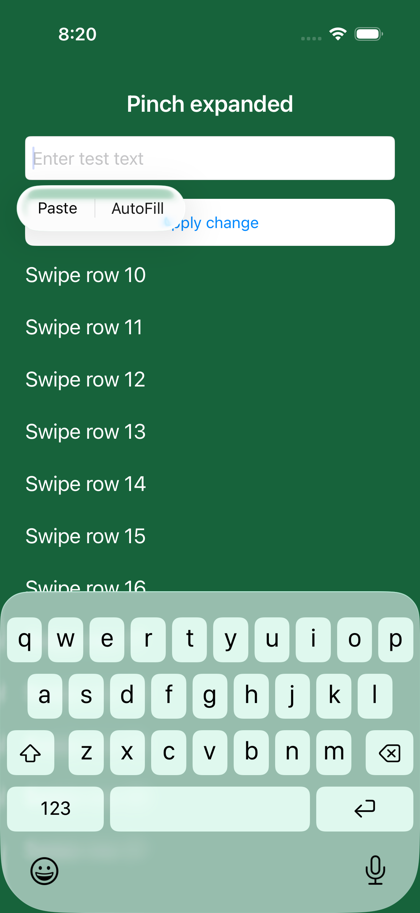 8:20
Pinch expanded
Enter test text
Paste AutoFill
pply change
Swipe row 10
Swipe row 11
Swipe row 12
Swipe row 13
Swipe row 14
Swipe row 15
Swipe row 16
q w e r t y u i o p
a s d f g h j k l
z x c v b n m
123